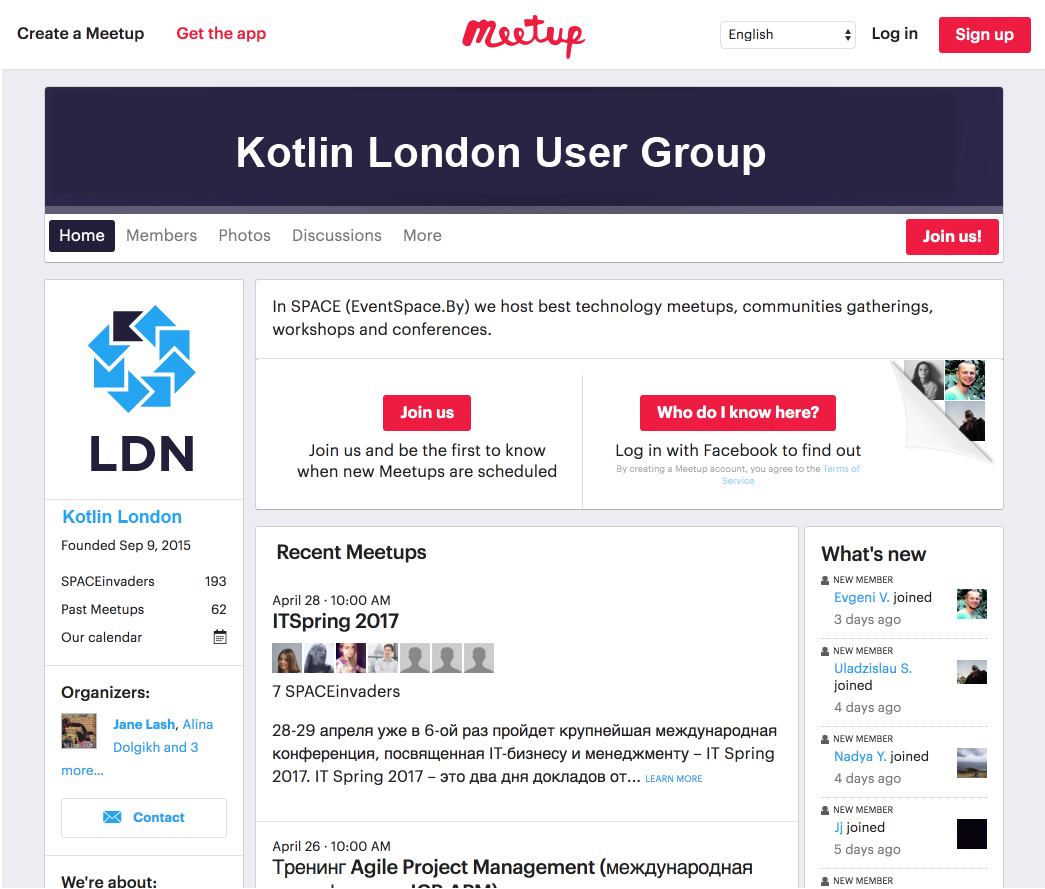 Create a Meetup
Get the app
Meetup
English
Log in
Sign up
Kotlin London User Group
Home
Members
Photos
Discussions
More
Join us!
LDN
Kotlin London
Founded Sep 9, 2015
SPACEinvaders 193
Past Meetups 62
Our calendar
Organizers:
Jane Lash, Alina
Dolgikh and 3
more...
Contact
We're about:
In SPACE (EventSpace.By) we host best technology meetups, communities gatherings,
workshops and conferences.
Join us
Join us and be the first to know
when new Meetups are scheduled
Who do I know here?
Log in with Facebook to find out
By creating a Meetup account, you agree to the Terms of
Service
Recent Meetups
April 28 · 10:00 AM
ITSpring 2017
7 SPACEinvaders
28-29 апреля уже в 6-ой раз пройдет крупнейшая международная
конференция, посвященная IT-бизнесу и менеджменту – IT Spring
2017. IT Spring 2017 – это два дня докладов от... LEARN MORE
April 26 · 10:00 AM
Тренинг Agile Project Management (международная
What's new
NEW MEMBER
Evgeni V. joined
3 days ago
NEW MEMBER
Uladzislau S.
joined
4 days ago
NEW MEMBER
Nadya Y. joined
4 days ago
NEW MEMBER
Jj joined
5 days ago
NEW MEMBER